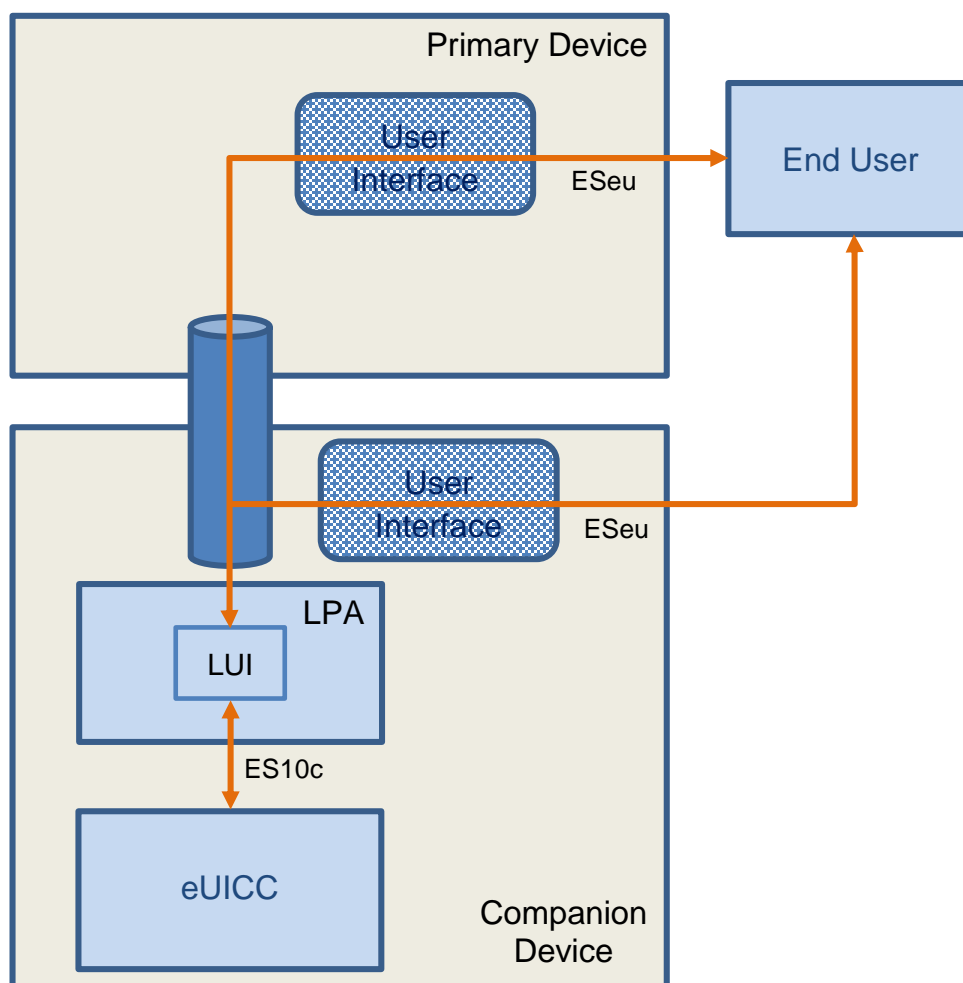 Primary Device
User
Interface
ESeu
End User
User
Interface
ESeu
LPA
LUI
ES10c
eUICC
Companion
Device